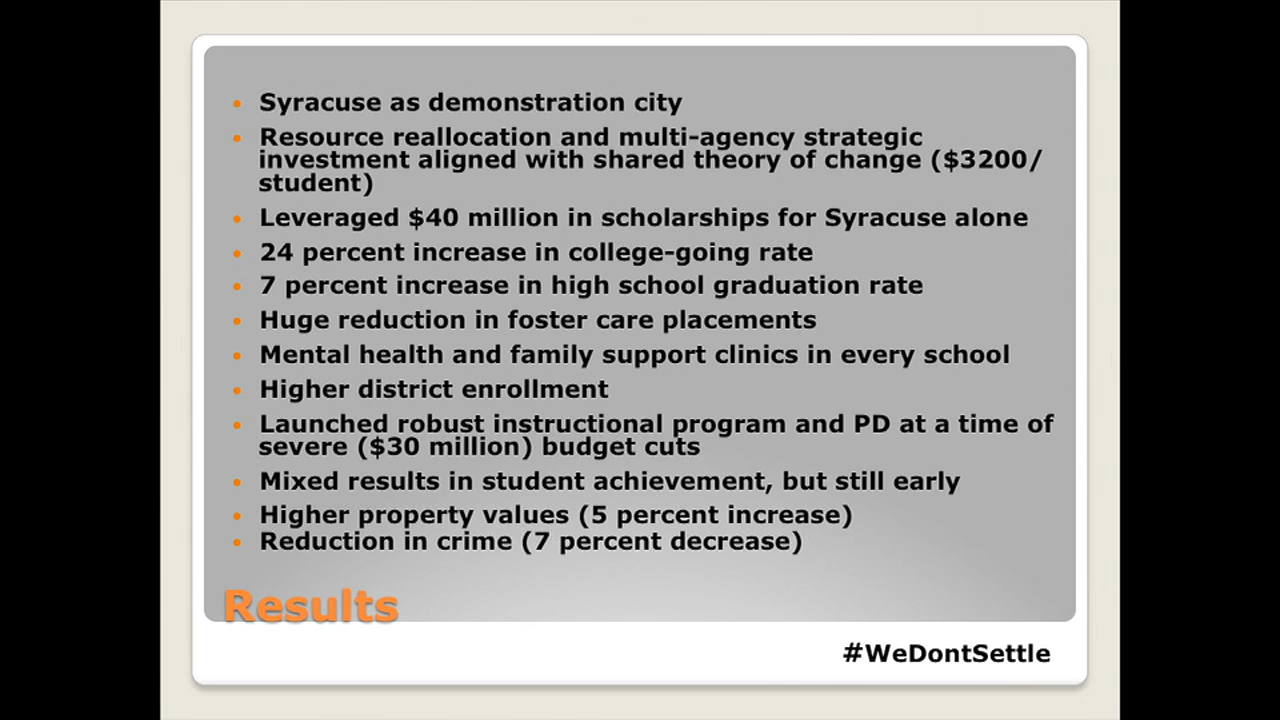 • Syracuse as demonstration city
• Resource reallocation and multi-agency strategic
investment aligned with shared theory of change ($3200/
student)
• Leveraged $40 million in scholarships for Syracuse alone
• 24 percent increase in college-going rate
• 7 percent increase in high school graduation rate
• Huge reduction in foster care placements
• Mental health and family support clinics in every school
• Higher district enrollment
• Launched robust instructional program and PD at a time of
severe ($30 million) budget cuts
• Mixed results in student achievement, but still early
• Higher property values (5 percent increase)
• Reduction in crime (7 percent decrease)
Results
#WeDontSettle